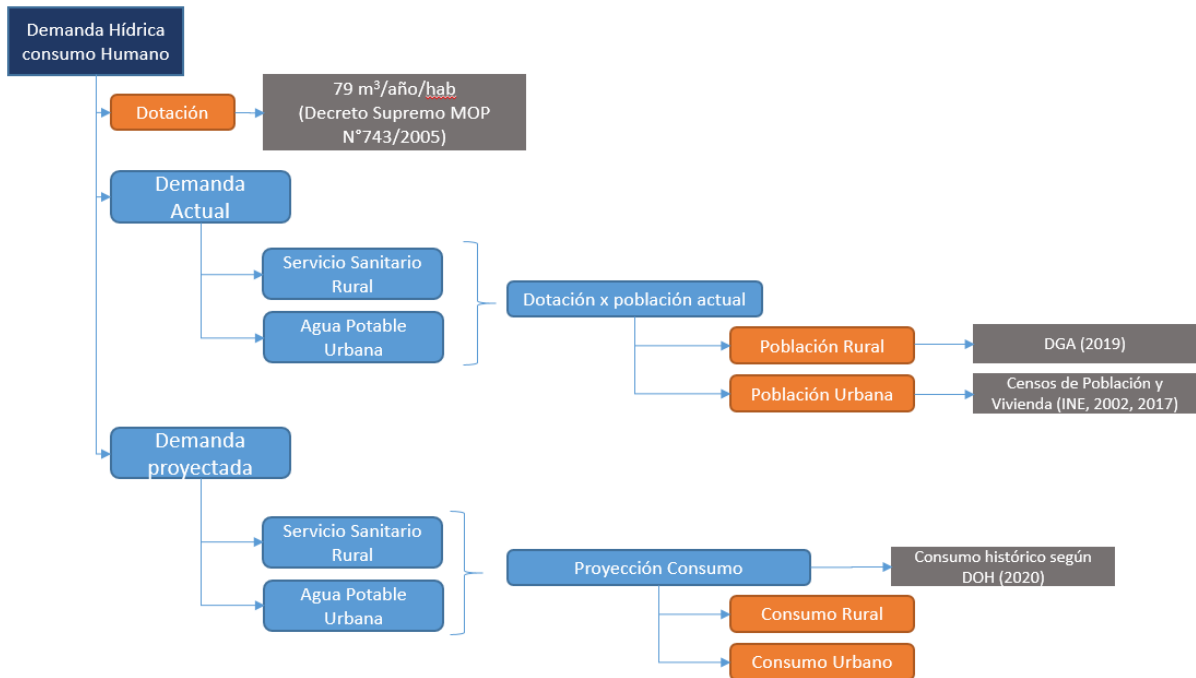 Demanda Hídrica
consumo Humano
Dotación
79 m³/año/hab
(Decreto Supremo MOP
N°743/2005)
Demanda
Actual
Servicio Sanitario
Rural
Agua Potable
Urbana
Dotación x población actual
Población Rural
DGA (2019)
Población Urbana
Censos de Población y
Vivienda (INE, 2002, 2017)
Demanda
proyectada
Servicio Sanitario
Rural
Agua Potable
Urbana
Proyección Consumo
Consumo histórico según
DOH (2020)
Consumo Rural
Consumo Urbano